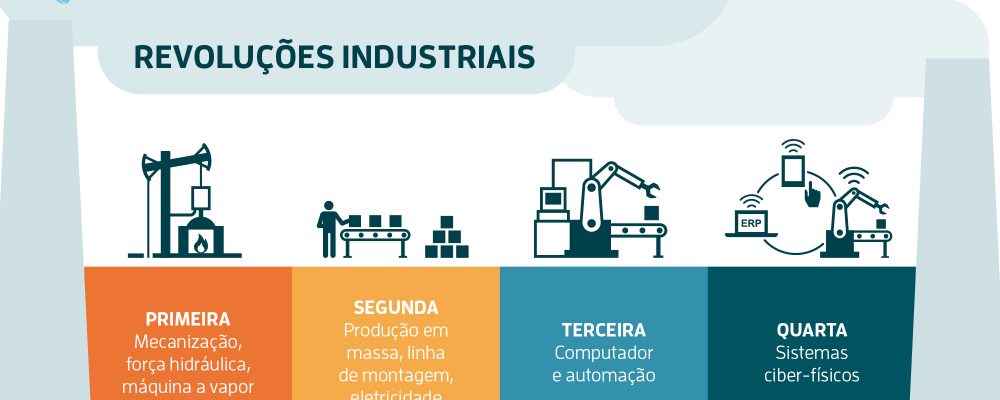 REVOLUÇÕES INDUSTRIAIS
ERP
PRIMEIRA
Mecanização,
força hidráulica,
máquina a vapor
SEGUNDA
Produção em
massa, linha
de montagem,
eletricidade
TERCEIRA
Computador
e automação
QUARTA
Sistemas
ciber-físicos